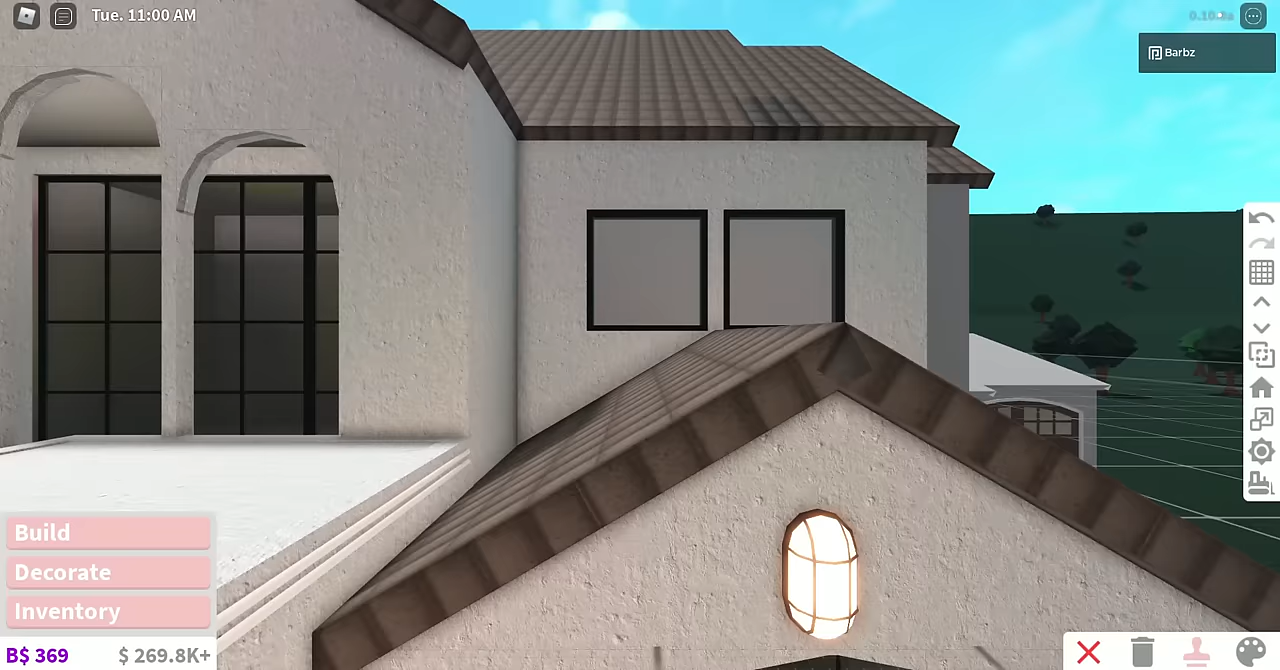 Tue. 11:00 AM
Barbz
Build
Decorate
Inventory
B$ 369
$ 269.8K+